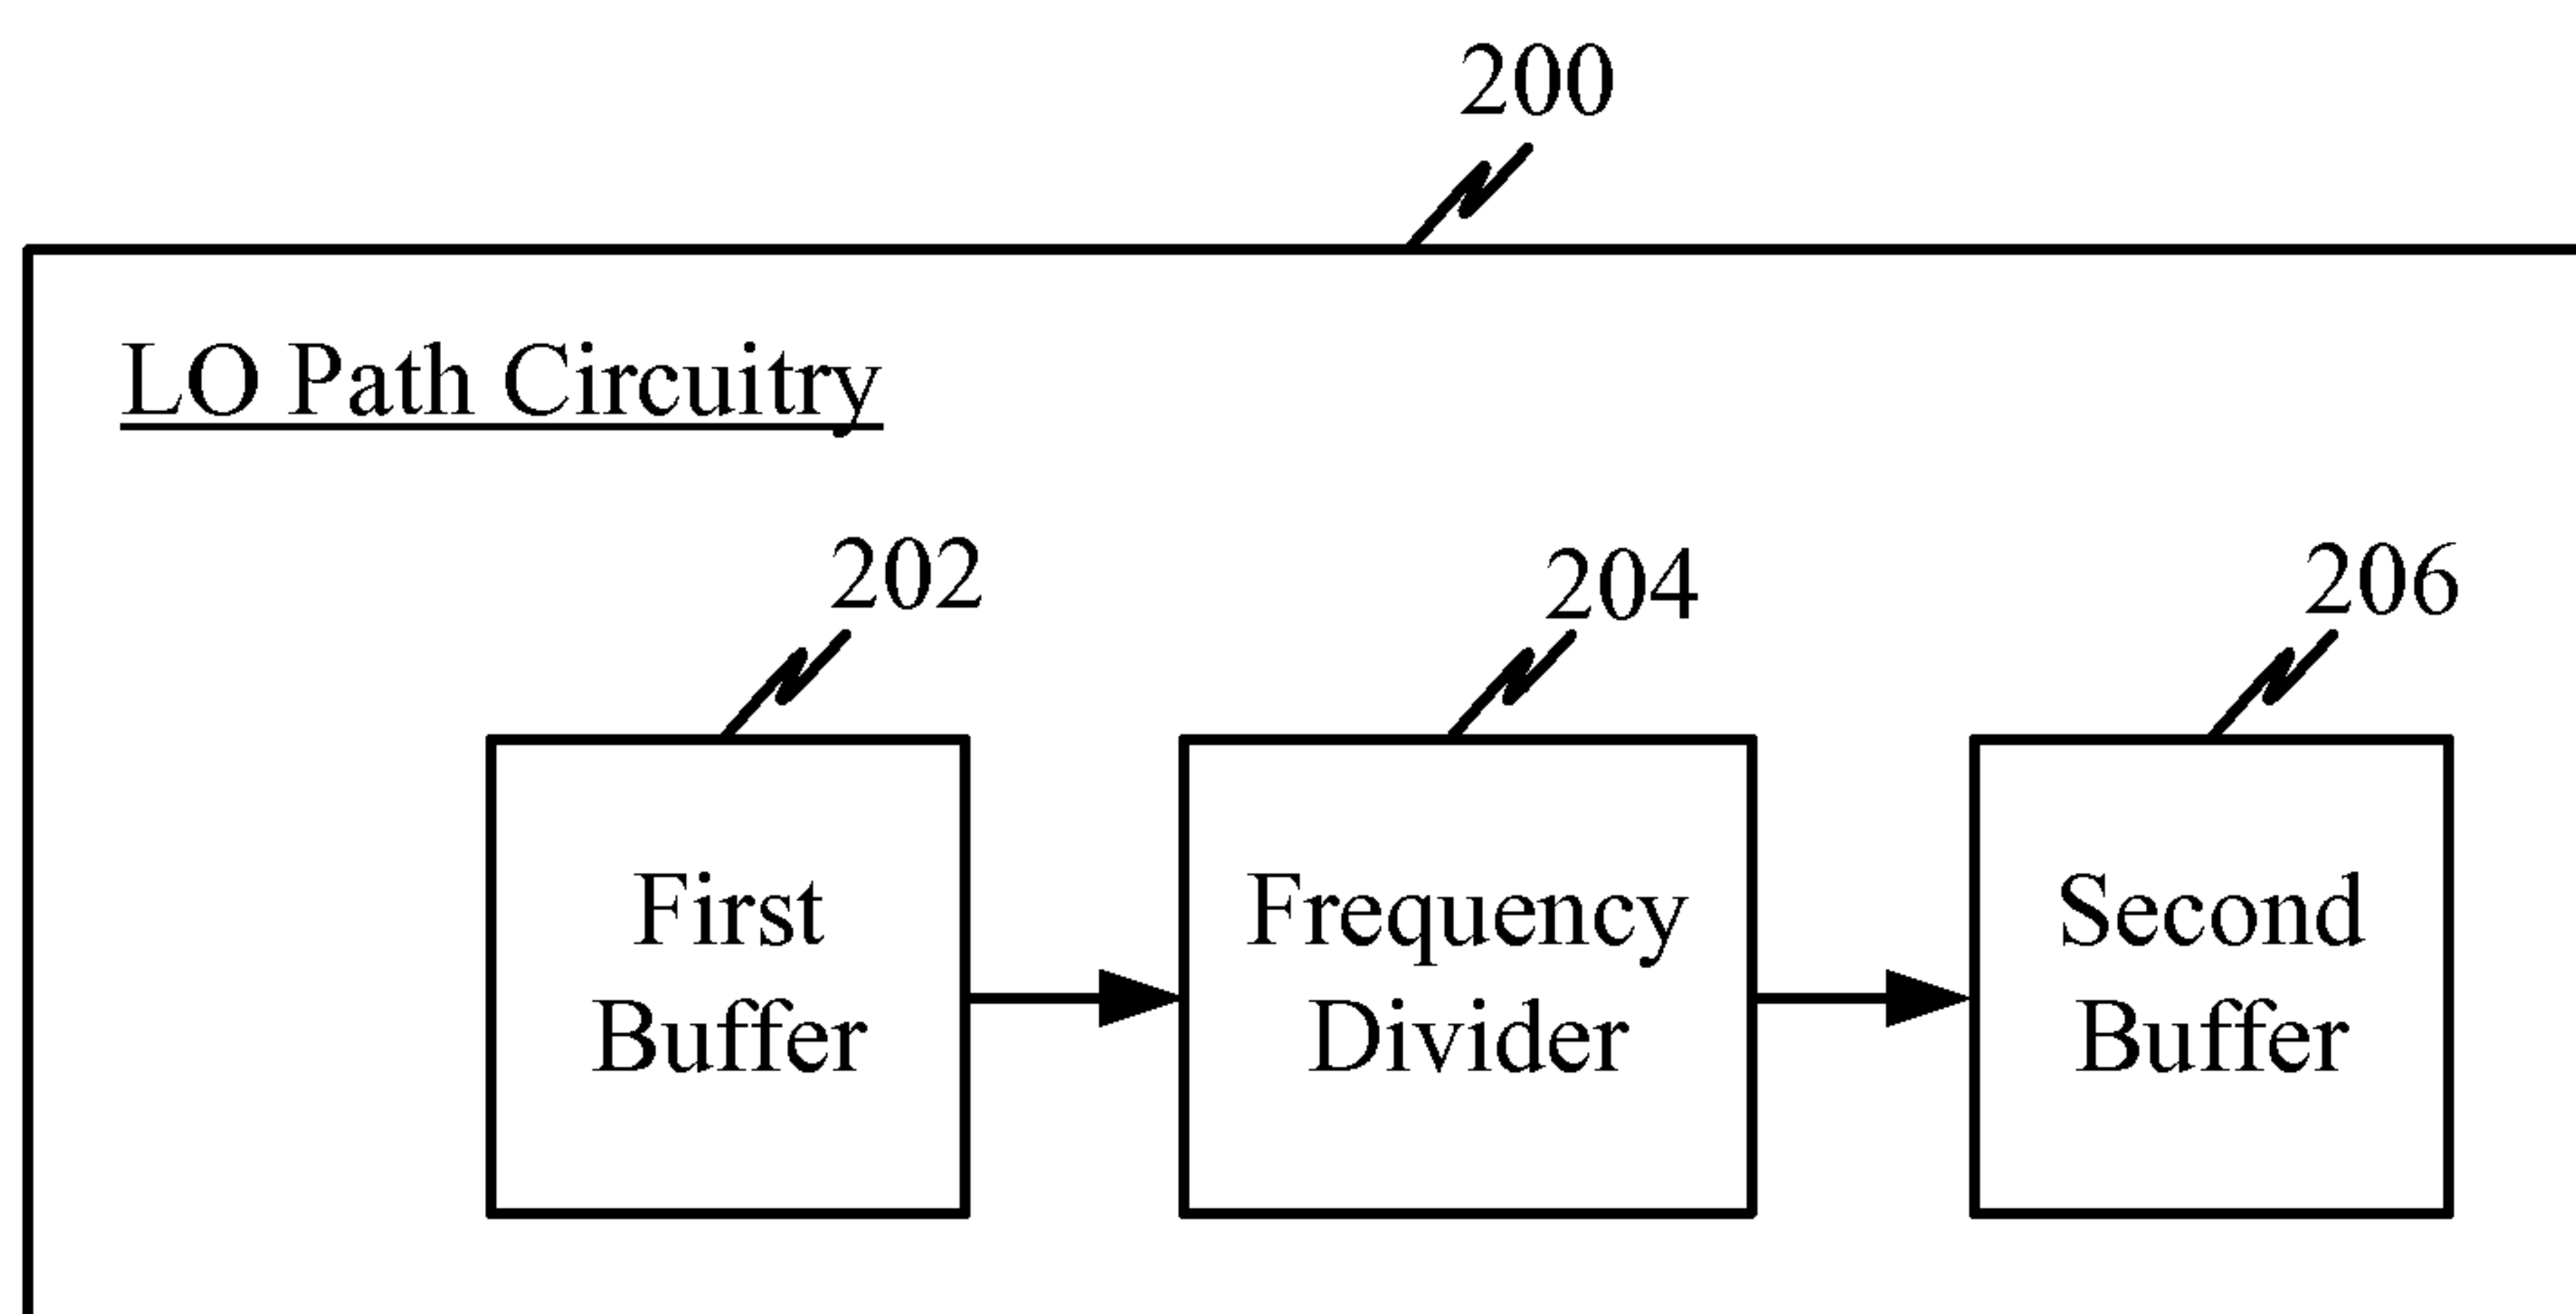 200
LO Path Circuitry
202
204
206
First
Buffer
Frequency
Divider
Second
Buffer